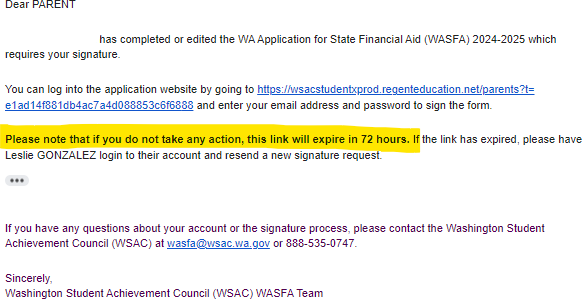 Dear PARENT
has completed or edited the WA Application for State Financial Aid (WASFA) 2024-2025 which
requires your signature.
You can log into the application website by going to https://wsacstudentxprod.regenteducation.net/parents?t=
e1ad14f881db4ac7a4d088853c6f6888 and enter your email address and password to sign the form.
Please note that if you do not take any action, this link will expire in 72 hours. If the link has expired, please have
Leslie GONZALEZ login to their account and resend a new signature request.
If you have any questions about your account or the signature process, please contact the Washington Student
Achievement Council (WSAC) at wasfa@wsac.wa.gov or 888-535-0747.
Sincerely,
Washington Student Achievement Council (WSAC) WASFA Team